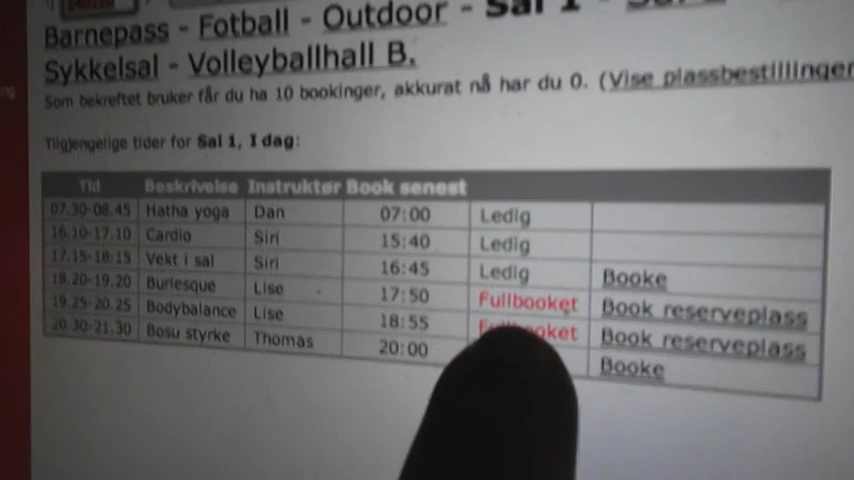 Barnepass - Fotball - Outdoor - Sal 1 -
Sykkelsal - Volleyballhall B.
Som bekreftet bruker får du ha 10 bookinger, akkurat nå har du 0. (Vise plassbestillinger
Tilgjengelige tider for Sal 1, I dag:
Tid Beskrivelse Instruktør Book senest
07.30-08.45 Hatha yoga Dan 07:00 Ledig
16.10-17.10 Cardio Siri 15:40 Ledig
17.15-18:15 Vekt i sal Siri 16:45 Ledig Booke
18.20-19.20 Burlesque Lise 17:50 Fullbooket Book reserveplass
19.25-20.25 Bodybalance Lise 18:55 Book reserveplass
20.30-21.30 Bosu styrke Thomas 20:00 Booke